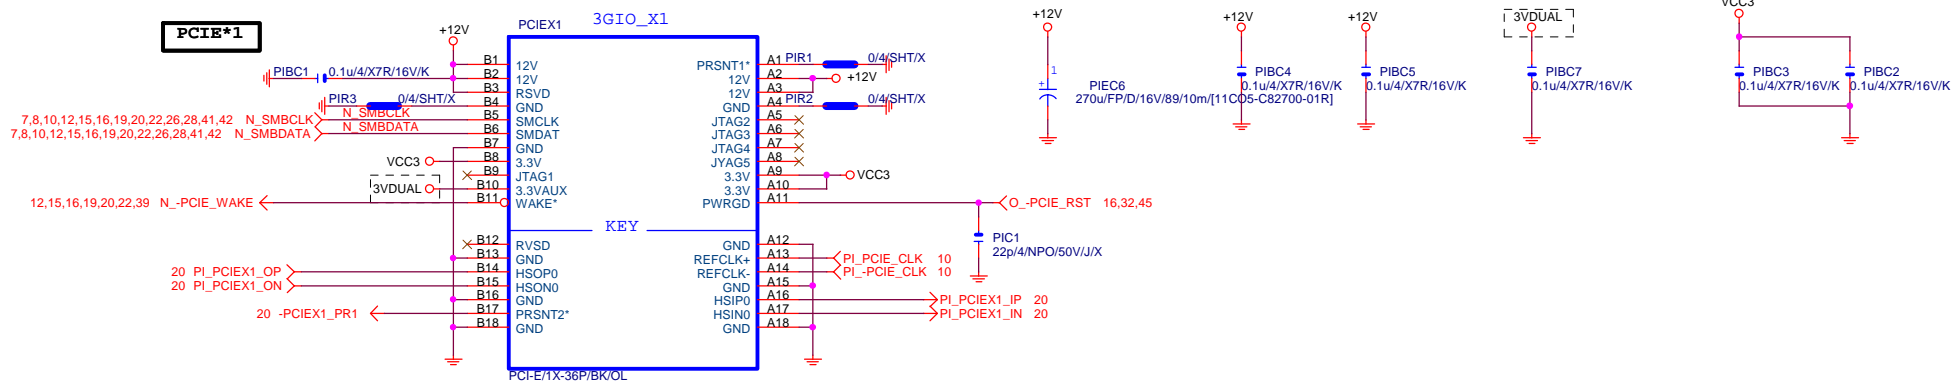 PCIE*1
+12V
PCIEX1
3GIO_X1
PIBC1
0.1u/4/X7R/16V/K
PIR3
0/4/SHT/X
7,8,10,12,15,16,19,20,22,26,28,41,42 N_SMBCLK
N_SMBCLK
7,8,10,12,15,16,19,20,22,26,28,41,42 N_SMBDATA
N_SMBDATA
VCC3
3VDUAL
12,15,16,19,20,22,39 N_-PCIE_WAKE
20 PI_PCIEX1_OP
20 PI_PCIEX1_ON
20 -PCIEX1_PR1
B1 12V
B2 12V
B3 RSVD
B4 GND
B5 SMCLK
B6 SMDAT
B7 GND
B8 3.3V
B9 JTAG1
B10 3.3VAUX
B11 WAKE*
KEY
B12 RVSD
B13 GND
B14 HSOP0
B15 HSON0
B16 GND
B17 PRSNT2*
B18 GND
PRSNT1* A1
12V A2
12V A3
GND A4
JTAG2 A5
JTAG3 A6
JTAG4 A7
JYAG5 A8
3.3V A9
3.3V A10
PWRGD A11
GND A12
REFCLK+ A13
REFCLK- A14
GND A15
HSIP0 A16
HSIN0 A17
GND A18
PCI-E/1X-36P/BK/OL
PIR1
0/4/SHT/X
+12V
PIR2
0/4/SHT/X
VCC3
O_-PCIE_RST 16,32,45
PIC1
22p/4/NPO/50V/J/X
PI_PCIE_CLK 10
PI_-PCIE_CLK 10
PI_PCIEX1_IP 20
PI_PCIEX1_IN 20
+12V
1
+
PIEC6
270u/FP/D/16V/89/10m/[11CO5-C82700-01R]
+12V
PIBC4
0.1u/4/X7R/16V/K
+12V
PIBC5
0.1u/4/X7R/16V/K
3VDUAL
PIBC7
0.1u/4/X7R/16V/K
VCC3
PIBC3
0.1u/4/X7R/16V/K
PIBC2
0.1u/4/X7R/16V/K